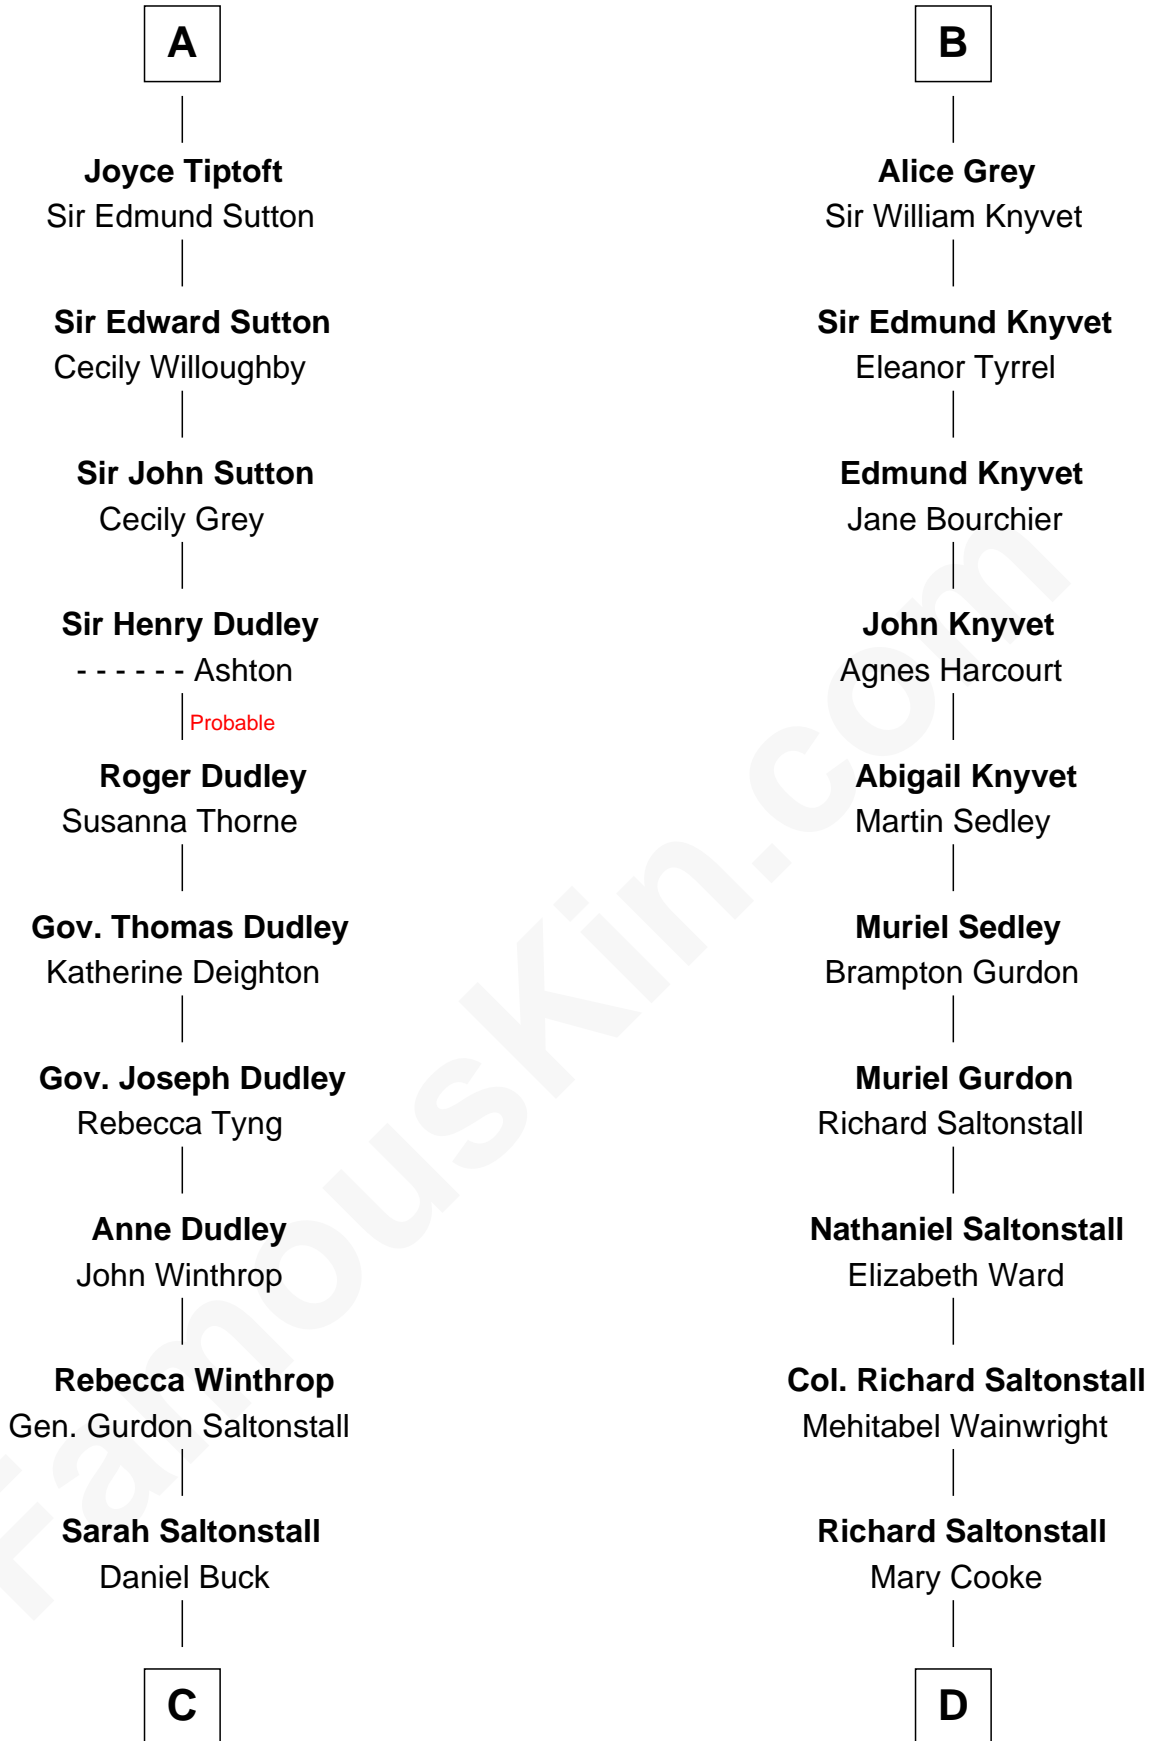 A
Joyce Tiptoft
Sir Edmund Sutton
Sir Edward Sutton
Cecily Willoughby
Sir John Sutton
Cecily Grey
Sir Henry Dudley
- - - - - - Ashton
Probable
Roger Dudley
Susanna Thorne
Gov. Thomas Dudley
Katherine Deighton
Gov. Joseph Dudley
Rebecca Tyng
Anne Dudley
John Winthrop
Rebecca Winthrop
Gen. Gurdon Saltonstall
Sarah Saltonstall
Daniel Buck
C
B
Alice Grey
Sir William Knyvet
Sir Edmund Knyvet
Eleanor Tyrrel
Edmund Knyvet
Jane Bourchier
John Knyvet
Agnes Harcourt
Abigail Knyvet
Martin Sedley
Muriel Sedley
Brampton Gurdon
Muriel Gurdon
Richard Saltonstall
Nathaniel Saltonstall
Elizabeth Ward
Col. Richard Saltonstall
Mehitabel Wainwright
Richard Saltonstall
Mary Cooke
D
FamousKin.com